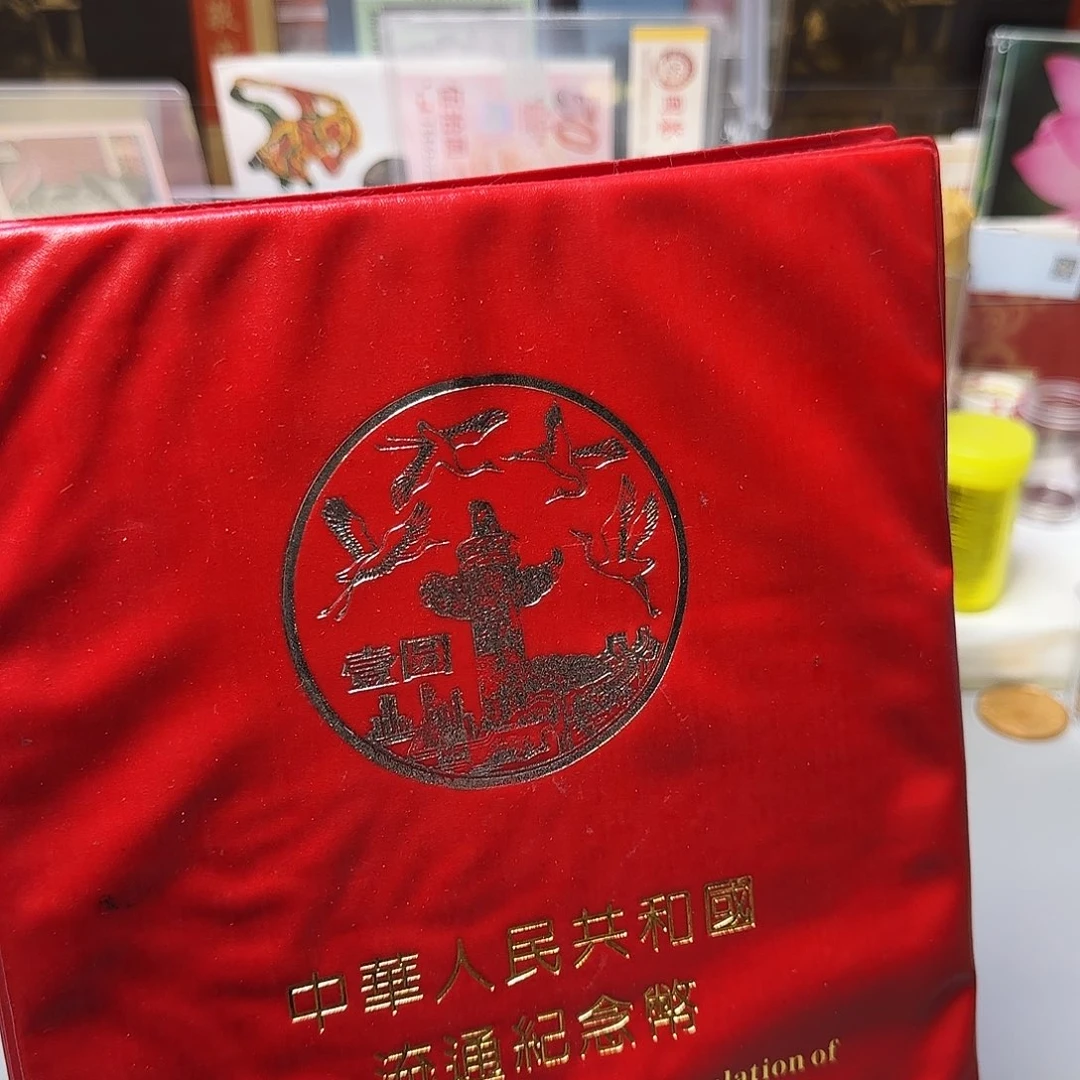 壹圓
中華人民共和國
流通紀念幣
lation of